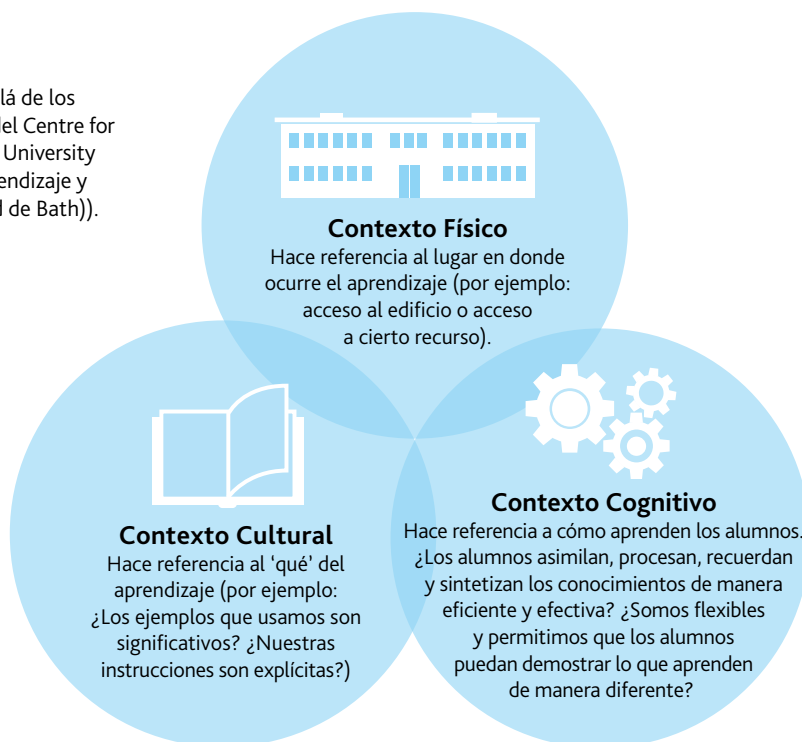 lá de los
del Centre for
University
endizaje y
d de Bath)).
Contexto Físico
Hace referencia al lugar en donde
ocurre el aprendizaje (por ejemplo:
acceso al edificio o acceso
a cierto recurso).
Contexto Cultural
Hace referencia al ‘qué’ del
aprendizaje (por ejemplo:
¿Los ejemplos que usamos son
significativos? ¿Nuestras
instrucciones son explícitas?)
Contexto Cognitivo
Hace referencia a cómo aprenden los alumnos.
¿Los alumnos asimilan, procesan, recuerdan
y sintetizan los conocimientos de manera
eficiente y efectiva? ¿Somos flexibles
y permitimos que los alumnos
puedan demostrar lo que aprenden
de manera diferente?